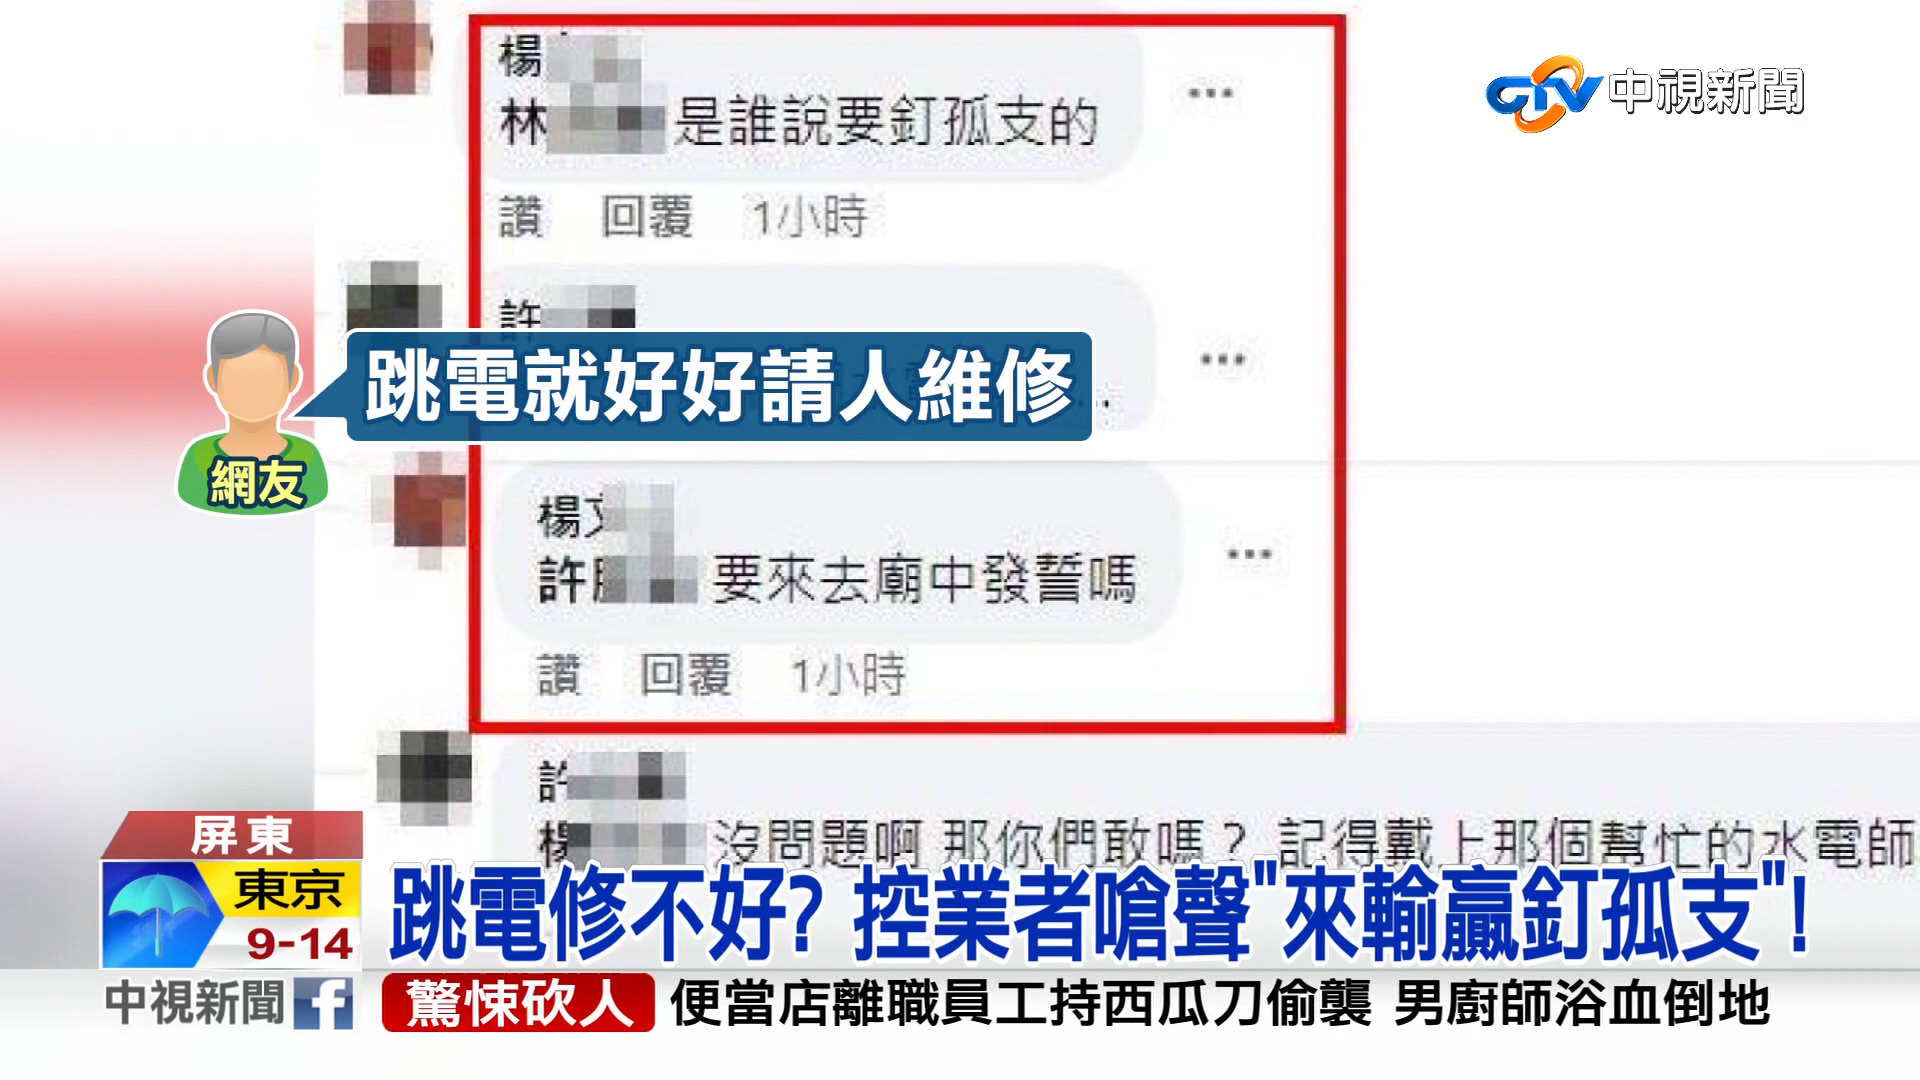 楊
林 是誰說要釘孤支的
讚 回覆 1小時
CTV 中視新聞
許
跳電就好好請人維修
網友
楊文
許 要來去廟中發誓嗎
讚 回覆 1小時
許
楊 沒問題啊 那你們敢嗎？ 記得戴上那個幫忙的水電師
屏東
東京
9-14
跳電修不好? 控業者嗆聲"來輸贏釘孤支"!
中視新聞 f
驚悚砍人 便當店離職員工持西瓜刀偷襲 男廚師浴血倒地